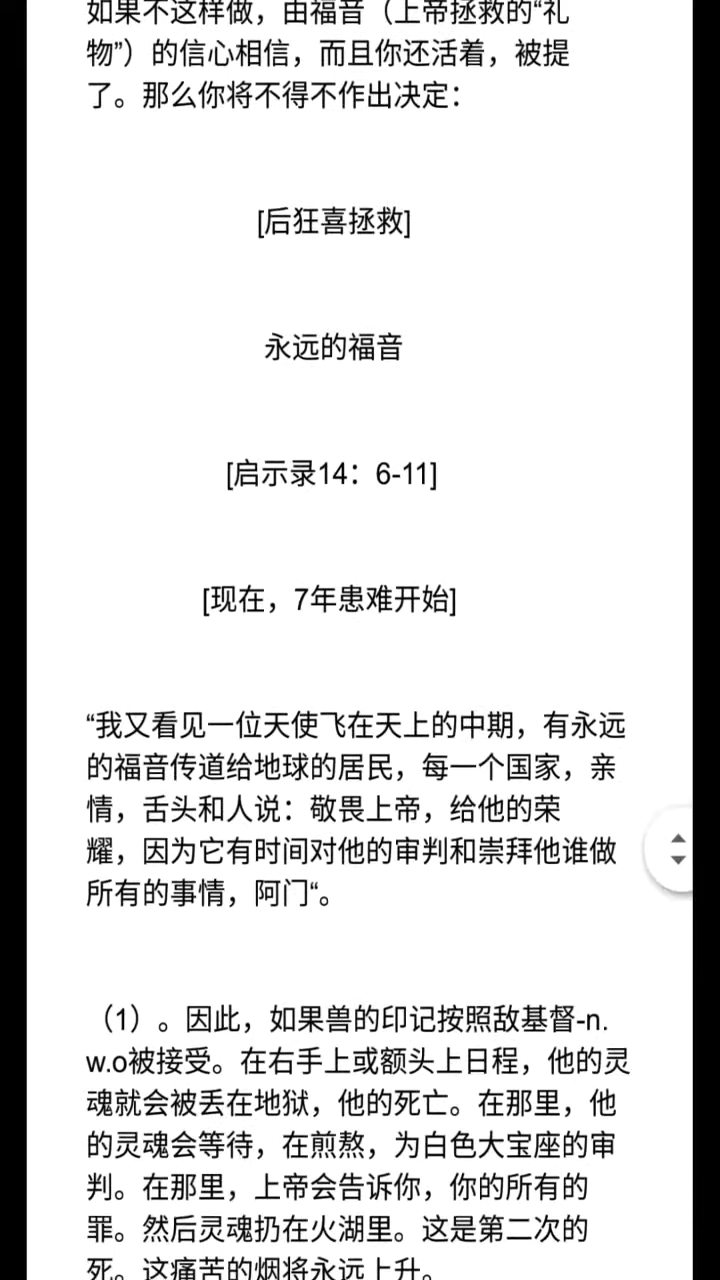 如果不这样做，由福音（上帝拯救的“礼
物”）的信心相信，而且你还活着，被提
了。那么你将不得不作出决定：
[后狂喜拯救]
永远的福音
[启示录14：6-11]
[现在，7年患难开始]
“我又看见一位天使飞在天上的中期，有永远
的福音传道给地球的居民，每一个国家，亲
情，舌头和人说：敬畏上帝，给他的荣
耀，因为它有时间对他的审判和崇拜他谁做
所有的事情，阿门“。
（1）。因此，如果兽的印记按照敌基督-n.
w.o被接受。在右手上或额头上日程，他的灵
魂就会被丢在地狱，他的死亡。在那里，他
的灵魂会等待，在煎熬，为白色大宝座的审
判。在那里，上帝会告诉你，你的所有的
罪。然后灵魂扔在火湖里。这是第二次的
死。这痛苦的烟将永远上升。